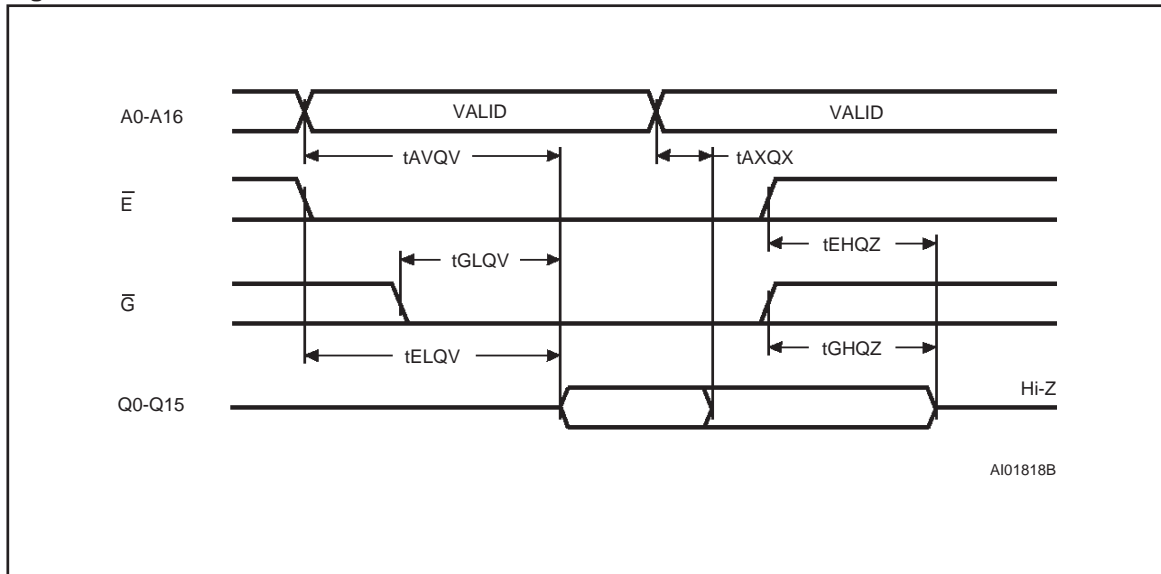 A0-A16
VALID
VALID
tAVQV
tAXQX
E̅
tEHQZ
tGLQV
G̅
tGHQZ
tELQV
Q0-Q15
Hi-Z
AI01818B